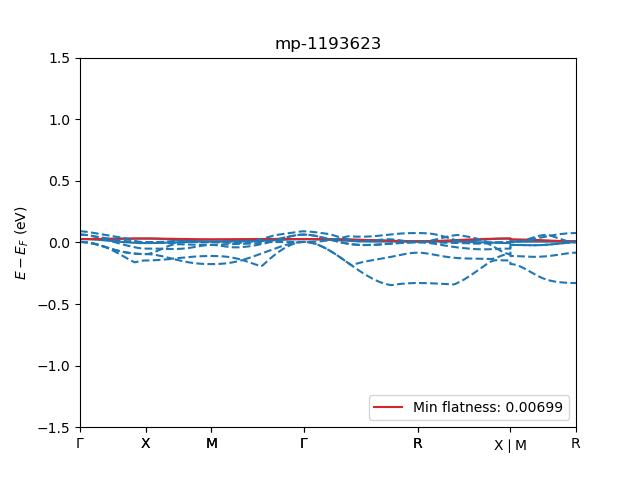 mp-1193623
1.5
1.0
0.5
0.0
−0.5
−1.0
−1.5
E − E_F (eV)
Γ X M Γ R X | M R
Min flatness: 0.00699